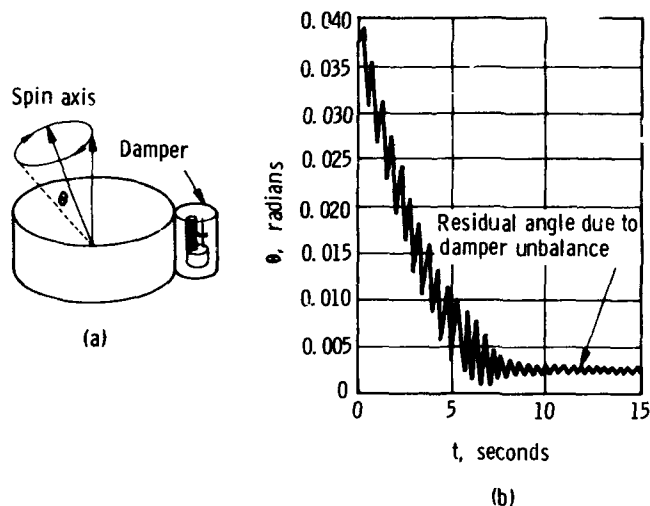 Spin axis
Damper
θ
(a)
θ, radians
0.040
0.035
0.030
0.025
0.020
0.015
0.010
0.005
0
Residual angle due to
damper unbalance
0
5
10
15
t, seconds
(b)